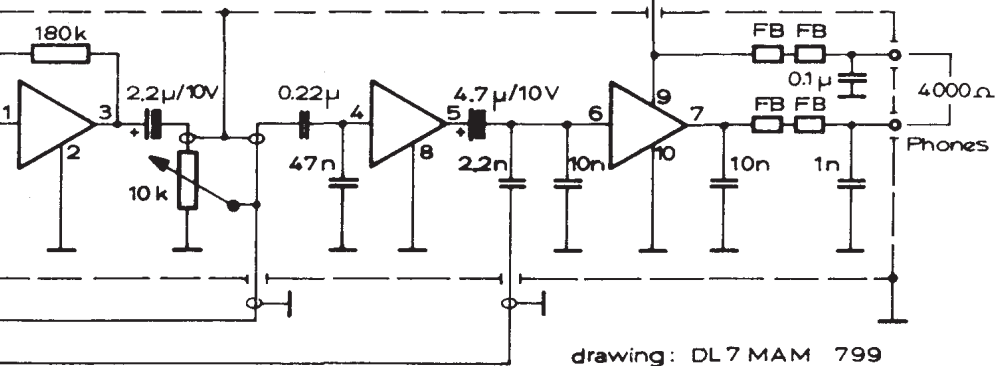 180k
FB FB
1
3
2.2µ/10V
+
2
10k
0.22µ
47n
4
8
5
4.7µ/10V
+
2.2n
10n
6
9
10
7
FB FB
0.1µ
10n
1n
4000Ω
Phones
drawing: DL7MAM 799